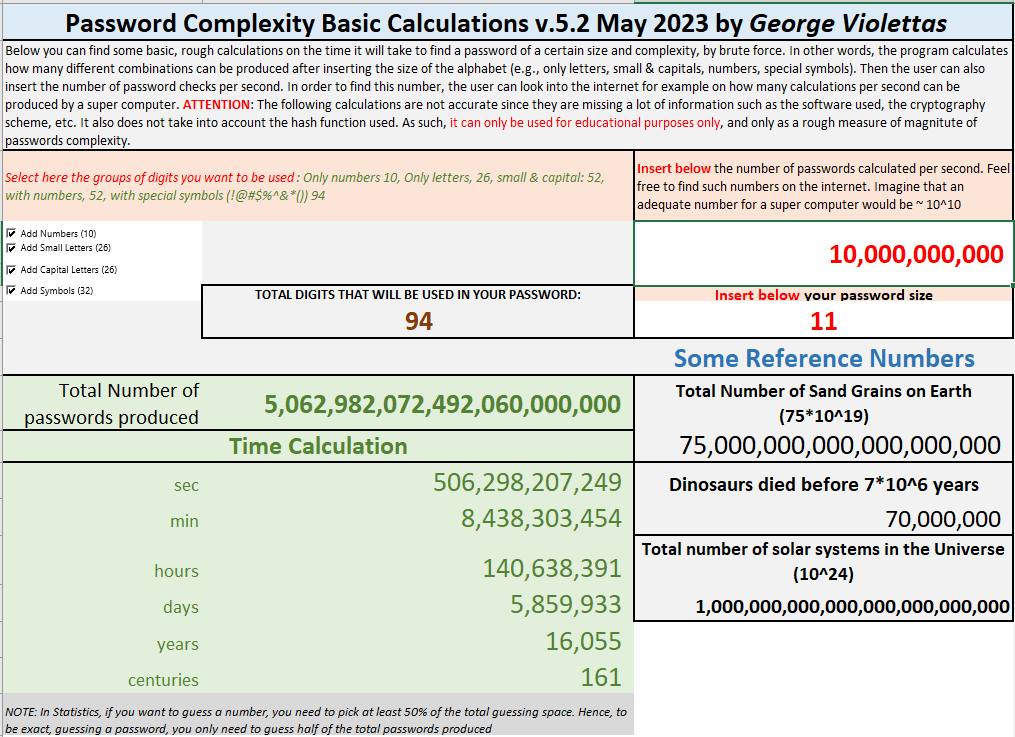 Password Complexity Basic Calculations v.5.2 May 2023 by George Violettas
Below you can find some basic, rough calculations on the time it will take to find a password of a certain size and complexity, by brute force. In other words, the program calculates
how many different combinations can be produced after inserting the size of the alphabet (e.g., only letters, small & capitals, numbers, special symbols). Then the user can also
insert the number of password checks per second. In order to find this number, the user can look into the internet for example on how many calculations per second can be
produced by a super computer. ATTENTION: The following calculations are not accurate since they are missing a lot of information such as the software used, the cryptography
scheme, etc. It also does not take into account the hash function used. As such, it can only be used for educational purposes only, and only as a rough measure of magnitute of
passwords complexity.
Select here the groups of digits you want to be used : Only numbers 10, Only letters, 26, small & capital: 52,
with numbers, 52, with special symbols (!@#$%^&*()) 94
Insert below the number of passwords calculated per second. Feel
free to find such numbers on the internet. Imagine that an
adequate number for a super computer would be ~ 10^10
Add Numbers (10)
Add Small Letters (26)
Add Capital Letters (26)
Add Symbols (32)
10,000,000,000
TOTAL DIGITS THAT WILL BE USED IN YOUR PASSWORD:
94
Insert below your password size
11
Some Reference Numbers
Total Number of
passwords produced
5,062,982,072,492,060,000,000
Time Calculation
sec
506,298,207,249
min
8,438,303,454
hours
140,638,391
days
5,859,933
years
16,055
centuries
161
Total Number of Sand Grains on Earth
(75*10^19)
75,000,000,000,000,000,000
Dinosaurs died before 7*10^6 years
70,000,000
Total number of solar systems in the Universe
(10^24)
1,000,000,000,000,000,000,000,000
NOTE: In Statistics, if you want to guess a number, you need to pick at least 50% of the total guessing space. Hence, to
be exact, guessing a password, you only need to guess half of the total passwords produced